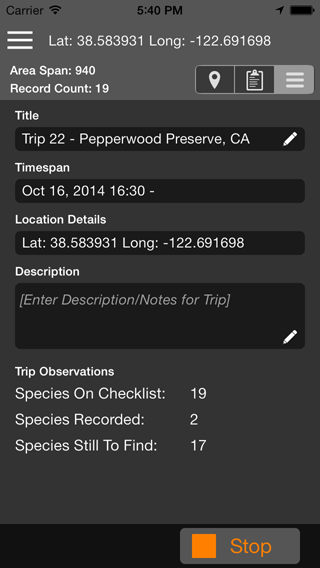 Carrier 5:40 PM
Lat: 38.583931 Long: -122.691698
Area Span: 940
Record Count: 19
Title
Trip 22 - Pepperwood Preserve, CA
Timespan
Oct 16, 2014 16:30 -
Location Details
Lat: 38.583931 Long: -122.691698
Description
[Enter Description/Notes for Trip]
Trip Observations
Species On Checklist: 19
Species Recorded: 2
Species Still To Find: 17
Stop